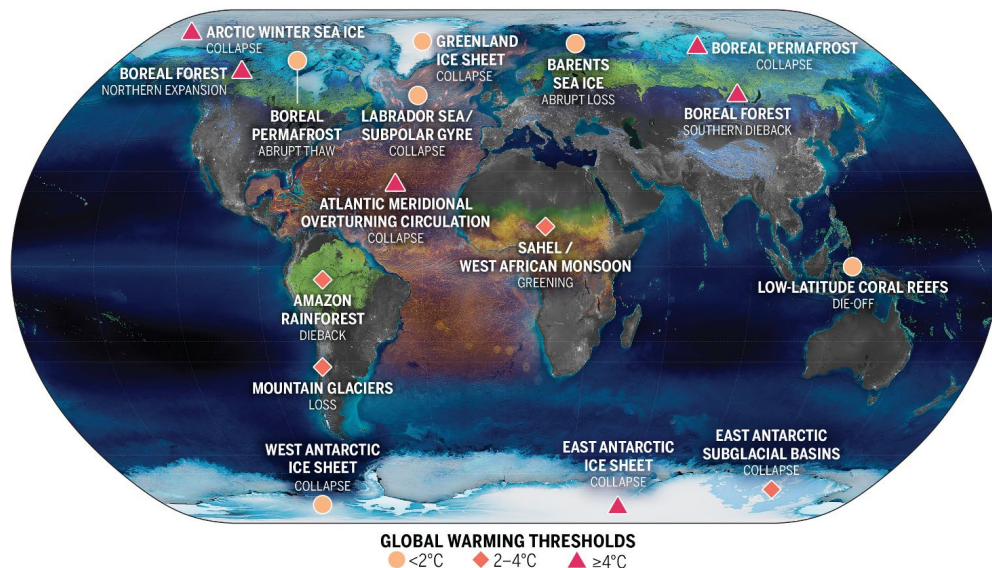 ARCTIC WINTER SEA ICE
COLLAPSE
GREENLAND
ICE SHEET
COLLAPSE
BARENTS
SEA ICE
ABRUPT LOSS
BOREAL PERMAFROST
COLLAPSE
BOREAL FOREST
NORTHERN EXPANSION
BOREAL
PERMAFROST
ABRUPT THAW
LABRADOR SEA/
SUBPOLAR GYRE
COLLAPSE
BOREAL FOREST
SOUTHERN DIEBACK
ATLANTIC MERIDIONAL
OVERTURNING CIRCULATION
COLLAPSE
SAHEL /
WEST AFRICAN MONSOON
GREENING
LOW-LATITUDE CORAL REEFS
DIE-OFF
AMAZON
RAINFOREST
DIEBACK
MOUNTAIN GLACIERS
LOSS
WEST ANTARCTIC
ICE SHEET
COLLAPSE
EAST ANTARCTIC
ICE SHEET
COLLAPSE
EAST ANTARCTIC
SUBGLACIAL BASINS
COLLAPSE
GLOBAL WARMING THRESHOLDS
<2°C 2–4°C ≥4°C